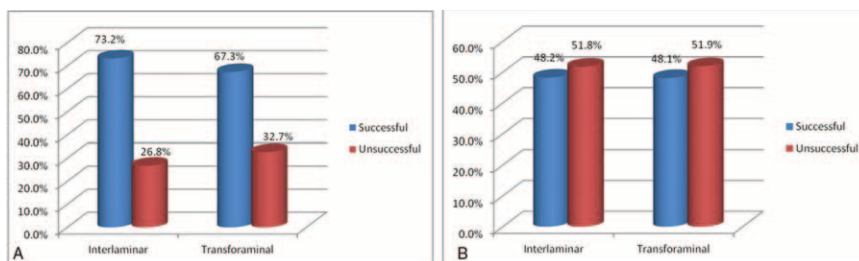 80.0%
70.0%
60.0%
50.0%
40.0%
30.0%
20.0%
10.0%
0.0%
73.2%
26.8%
67.3%
32.7%
Interlaminar
Transforaminal
Successful
Unsuccessful
A
60.0%
50.0%
40.0%
30.0%
20.0%
10.0%
0.0%
48.2%
51.8%
48.1%
51.9%
Interlaminar
Transforaminal
Successful
Unsuccessful
B